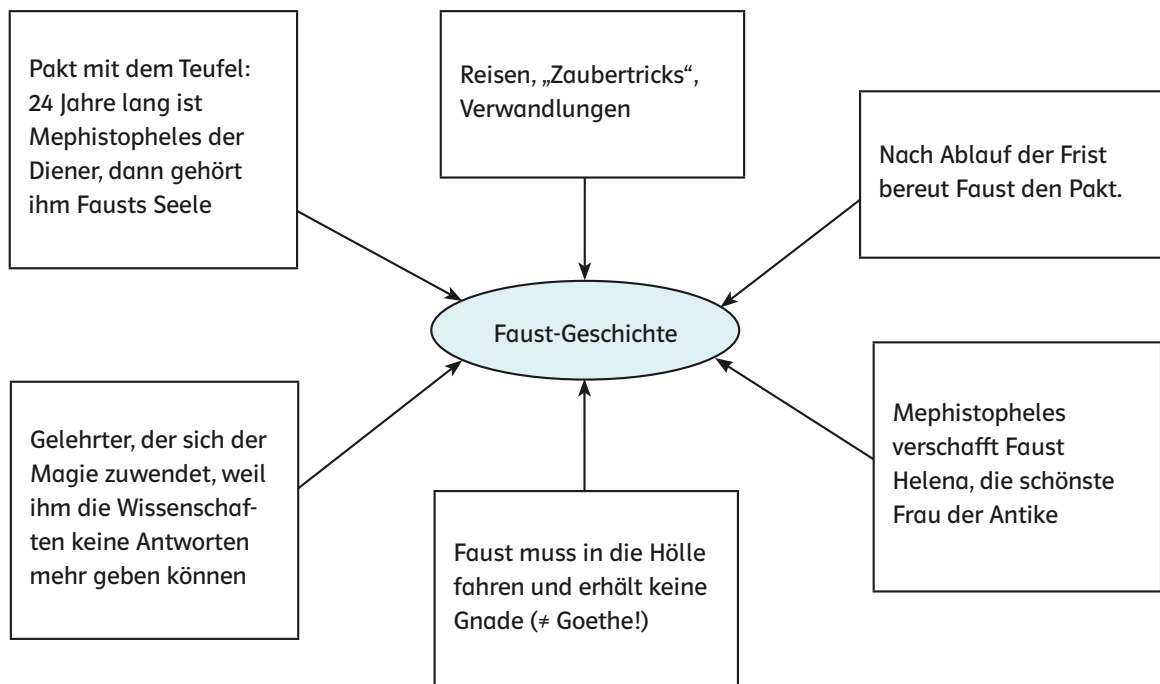 Pakt mit dem Teufel:
24 Jahre lang ist
Mephistopheles der
Diener, dann gehört
ihm Fausts Seele
Reisen, „Zaubertricks“,
Verwandlungen
Nach Ablauf der Frist
bereut Faust den Pakt.
Faust-Geschichte
Gelehrter, der sich der
Magie zuwendet, weil
ihm die Wissenschaf-
ten keine Antworten
mehr geben können
Faust muss in die Hölle
fahren und erhält keine
Gnade (≠ Goethe!)
Mephistopheles
verschafft Faust
Helena, die schönste
Frau der Antike